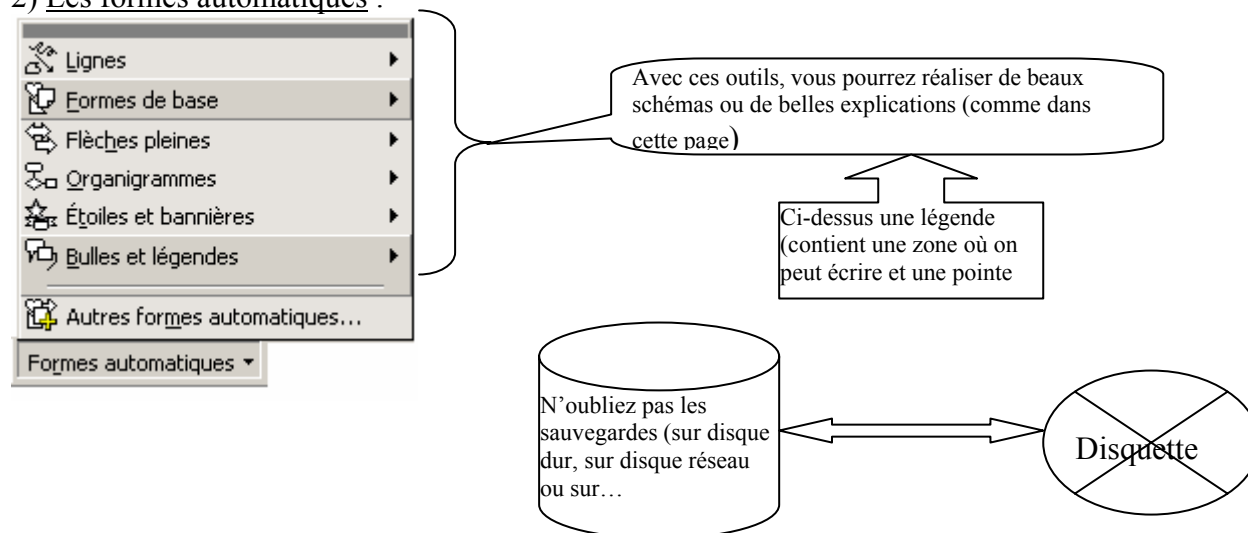 2) Les formes automatiques :
Lignes
Formes de base
Flèches pleines
Organigrammes
Étoiles et bannières
Bulles et légendes
Autres formes automatiques...
Formes automatiques
Avec ces outils, vous pourrez réaliser de beaux
schémas ou de belles explications (comme dans
cette page)
Ci-dessus une légende
(contient une zone où on
peut écrire et une pointe
N’oubliez pas les
sauvegardes (sur disque
dur, sur disque réseau
ou sur…
Disquette